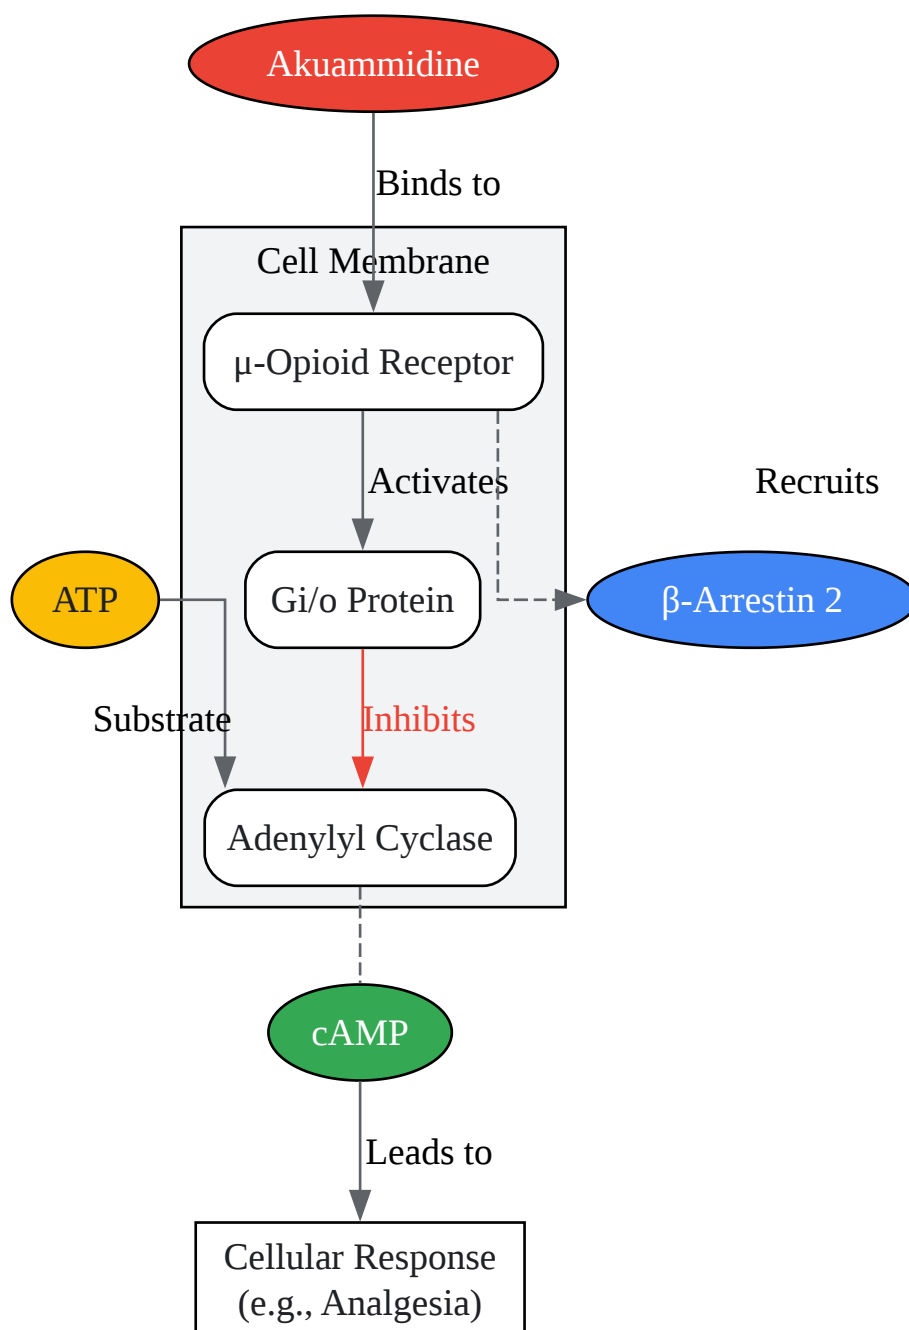 Akuammidine
Binds to
Cell Membrane
μ-Opioid Receptor
Activates
Recruits
ATP
Gi/o Protein
β-Arrestin 2
Substrate
Inhibits
Adenylyl Cyclase
cAMP
Leads to
Cellular Response
(e.g., Analgesia)